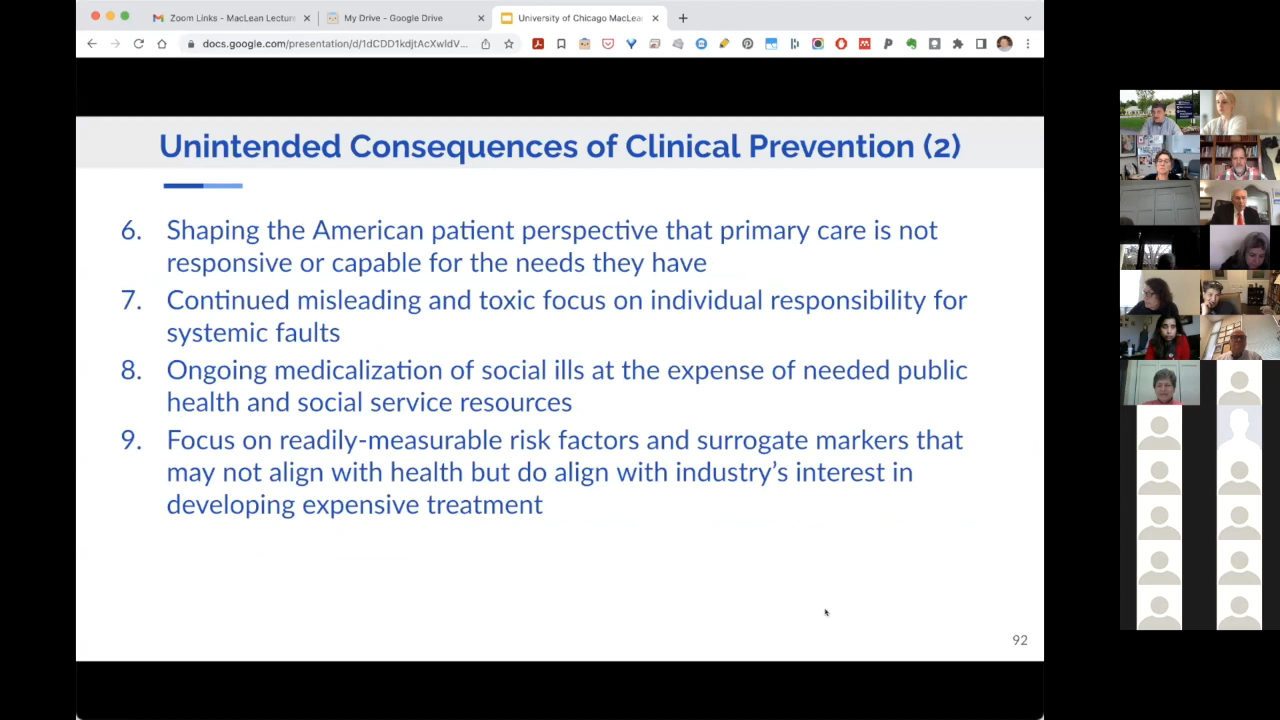 Zoom Links - MacLean Lectur
My Drive - Google Drive
University of Chicago MacLea
docs.google.com/presentation/d/1dCDD1kdjtAcXwldV...
Unintended Consequences of Clinical Prevention (2)
6. Shaping the American patient perspective that primary care is not
responsive or capable for the needs they have
7. Continued misleading and toxic focus on individual responsibility for
systemic faults
8. Ongoing medicalization of social ills at the expense of needed public
health and social service resources
9. Focus on readily-measurable risk factors and surrogate markers that
may not align with health but do align with industry's interest in
developing expensive treatment
92